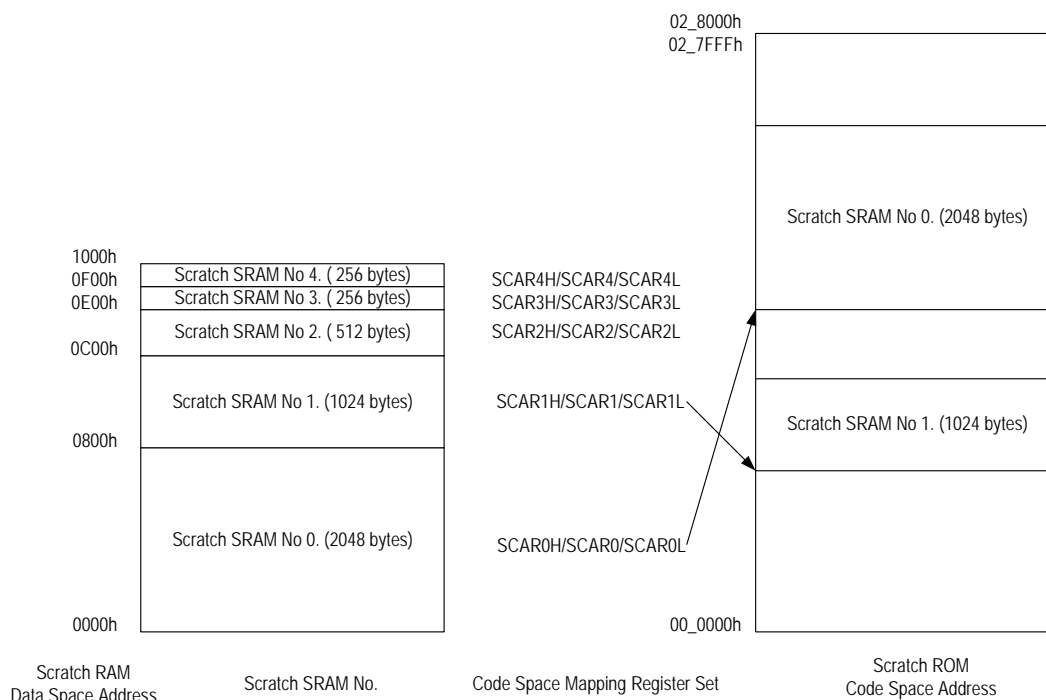 02_8000h
02_7FFFh
Scratch SRAM No 0. (2048 bytes)
1000h
0F00h
0E00h
0C00h
0800h
0000h
Scratch SRAM No 4. ( 256 bytes)
Scratch SRAM No 3. ( 256 bytes)
Scratch SRAM No 2. ( 512 bytes)
Scratch SRAM No 1. (1024 bytes)
Scratch SRAM No 0. (2048 bytes)
SCAR4H/SCAR4/SCAR4L
SCAR3H/SCAR3/SCAR3L
SCAR2H/SCAR2/SCAR2L
SCAR1H/SCAR1/SCAR1L
SCAR0H/SCAR0/SCAR0L
Scratch SRAM No 1. (1024 bytes)
00_0000h
Scratch RAM
Data Space Address
Scratch SRAM No.
Code Space Mapping Register Set
Scratch ROM
Code Space Address